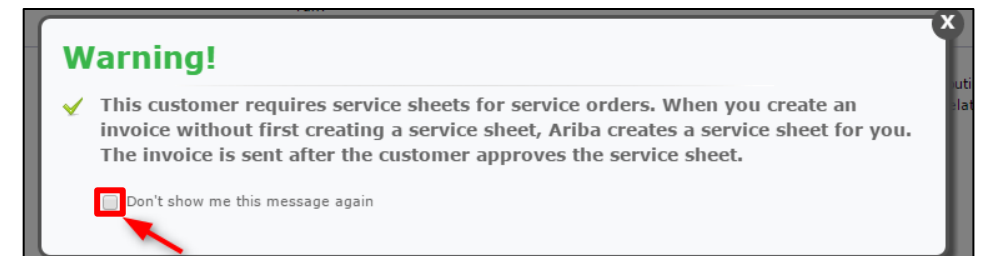 Warning!
This customer requires service sheets for service orders. When you create an
invoice without first creating a service sheet, Ariba creates a service sheet for you.
The invoice is sent after the customer approves the service sheet.
Don't show me this message again